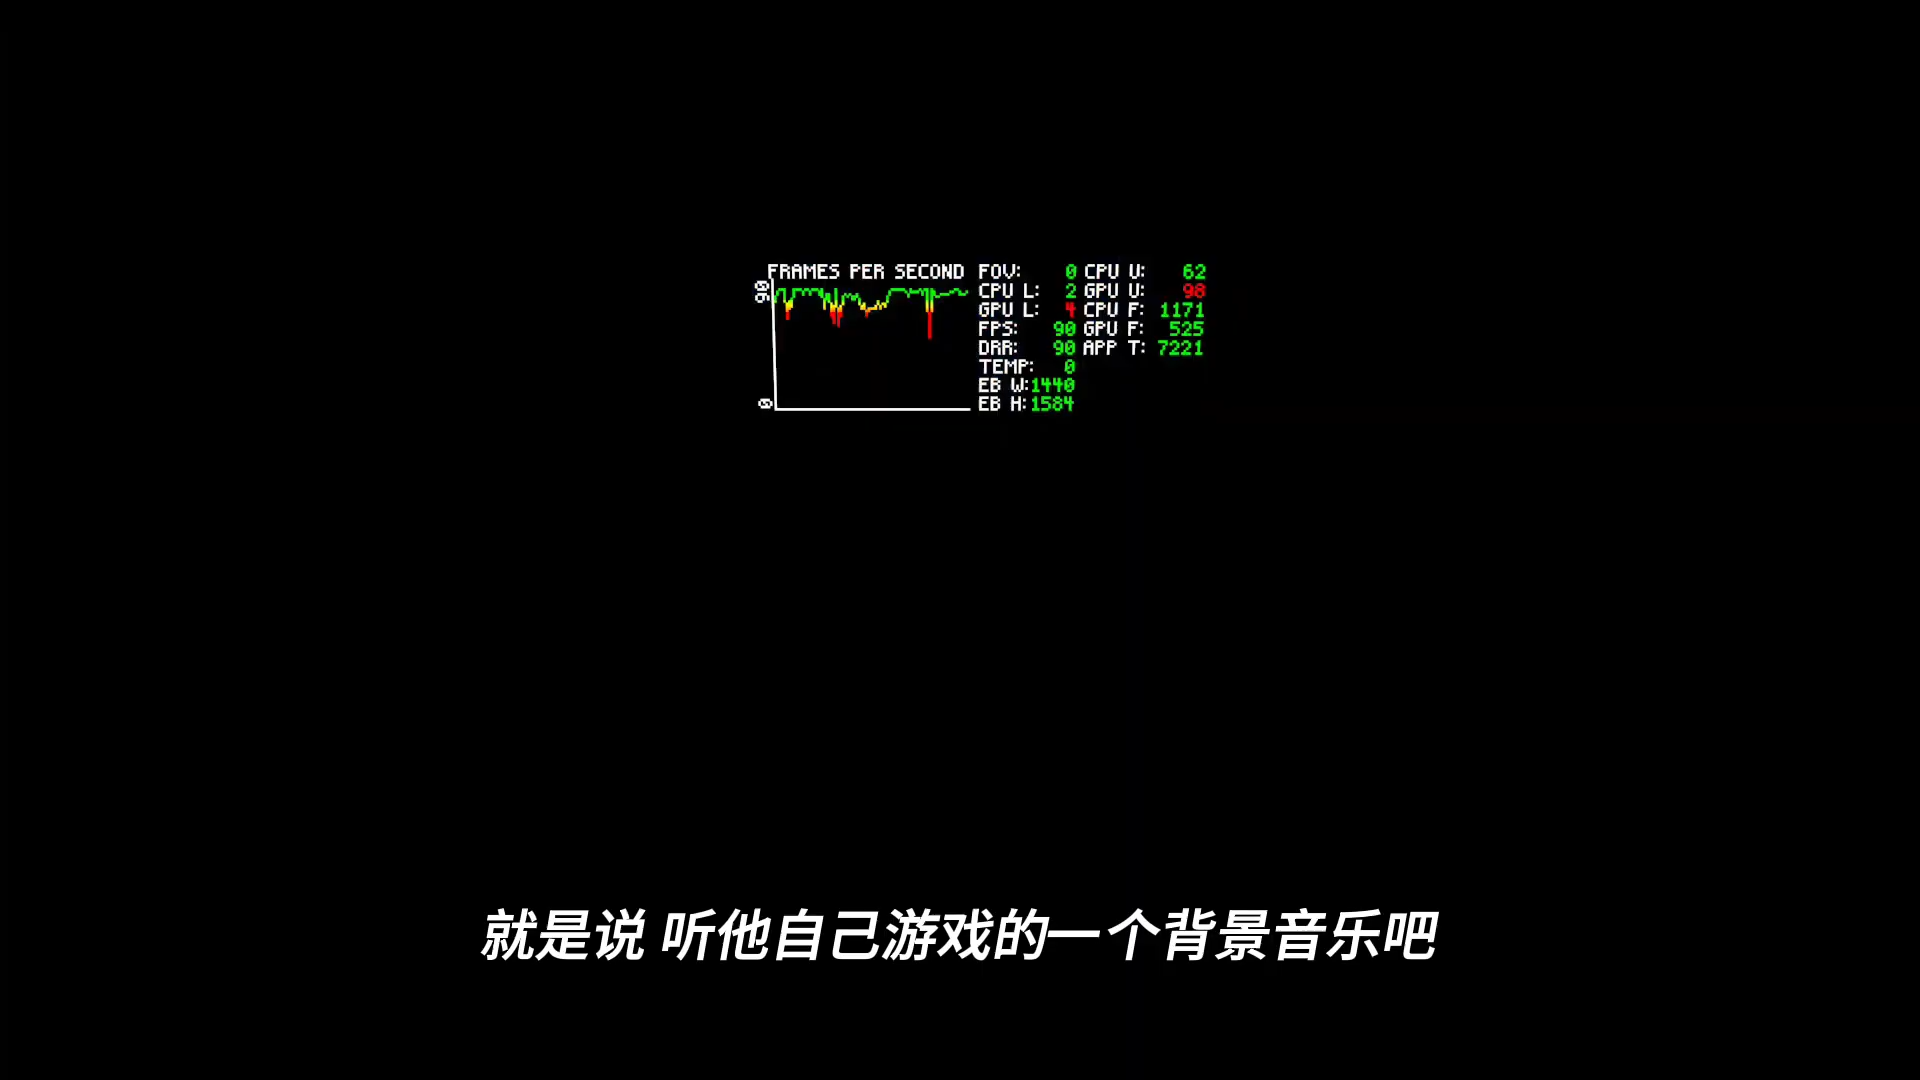 FRAMES PER SECOND
90
0
FOV: 0 CPU U: 62
CPU L: 2 GPU U: 98
GPU L: 4 CPU F: 1171
FPS: 90 GPU F: 525
DRR: 90 APP T: 7221
TEMP: 0
EB W:1440
EB H:1584
就是说 听他自己游戏的一个背景音乐吧